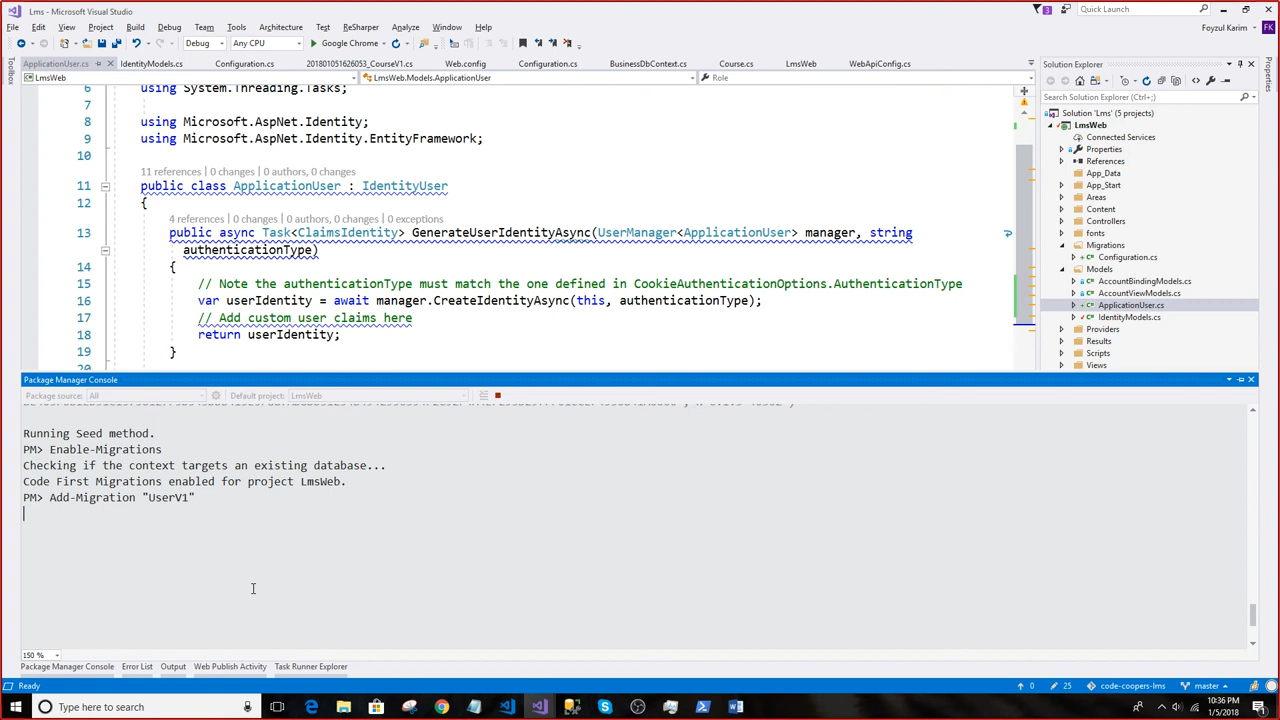 Lms - Microsoft Visual Studio
3
Quick Launch
File Edit View Project Build Debug Team Tools Architecture Test ReSharper Analyze Window Help
Foyzul Karim FK
Debug Any CPU Google Chrome
ApplicationUser.cs IdentityModels.cs Configuration.cs 201801051626053_CourseV1.cs Web.config Configuration.cs BusinessDbContext.cs Course.cs LmsWeb WebApiConfig.cs
LmsWeb LmsWeb.Models.ApplicationUser Role
Toolbox
6 using System.Threading.Tasks;
7
8 using Microsoft.AspNet.Identity;
9 using Microsoft.AspNet.Identity.EntityFramework;
10
11 references | 0 changes | 0 authors, 0 changes
11 public class ApplicationUser : IdentityUser
12 {
4 references | 0 changes | 0 authors, 0 changes | 0 exceptions
13 public async Task<ClaimsIdentity> GenerateUserIdentityAsync(UserManager<ApplicationUser> manager, string
authenticationType)
14 {
15 // Note the authenticationType must match the one defined in CookieAuthenticationOptions.AuthenticationType
16 var userIdentity = await manager.CreateIdentityAsync(this, authenticationType);
17 // Add custom user claims here
18 return userIdentity;
19 }
20
Solution Explorer
Search Solution Explorer (Ctrl+;)
Solution 'Lms' (5 projects)
LmsWeb
Connected Services
Properties
References
App_Data
App_Start
Areas
Content
Controllers
fonts
Migrations
Configuration.cs
Models
AccountBindingModels.cs
AccountViewModels.cs
ApplicationUser.cs
IdentityModels.cs
Providers
Results
Scripts
Views
Properties
Package Manager Console
Package source: All Default project: LmsWeb
Running Seed method.
PM> Enable-Migrations
Checking if the context targets an existing database...
Code First Migrations enabled for project LmsWeb.
PM> Add-Migration "UserV1"
150 %
Package Manager Console Error List Output Web Publish Activity Task Runner Explorer
Ready 0 25 code-coopers-lms master
Type here to search
10:36 PM
1/5/2018